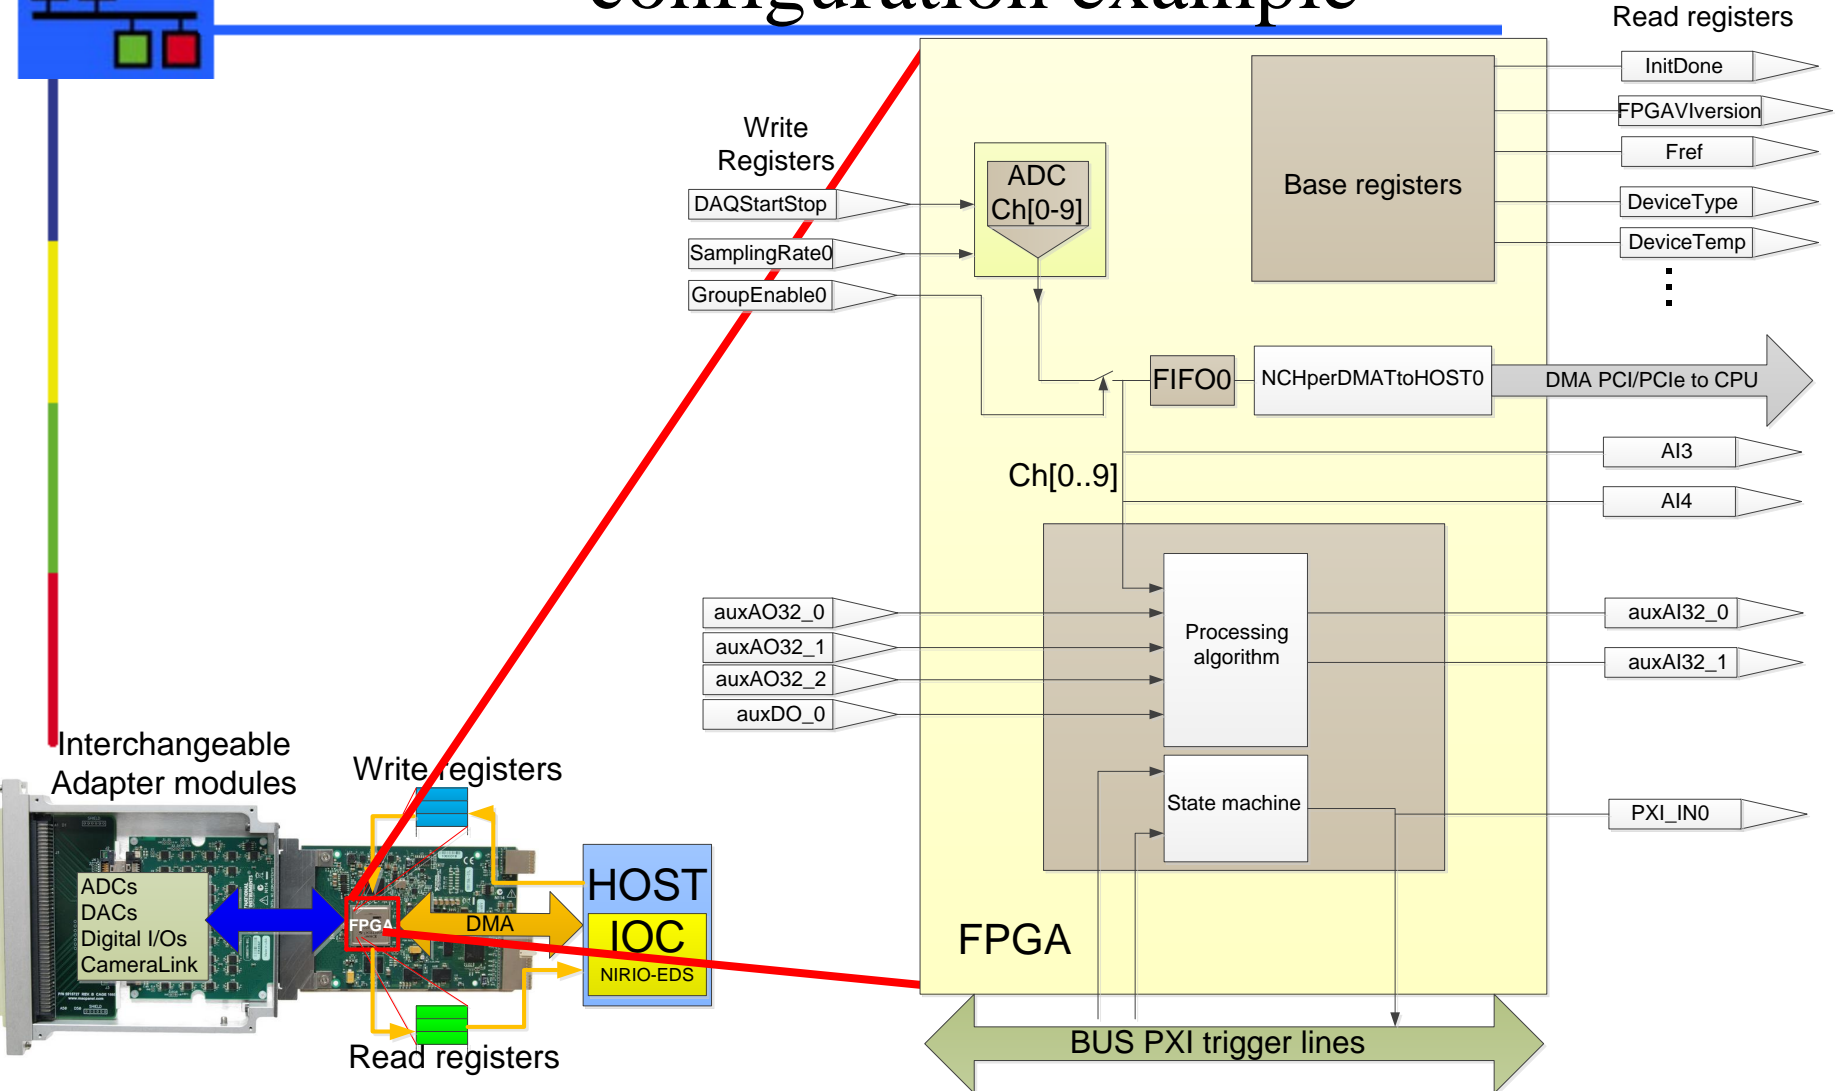 configuration example
Read registers
InitDone
FPGAVIversion
Fref
DeviceType
DeviceTemp
Write
Registers
DAQStartStop
SamplingRate0
GroupEnable0
ADC
Ch[0-9]
Base registers
FIFO0
NCHperDMATtoHOST0
DMA PCI/PCIe to CPU
AI3
AI4
Ch[0..9]
auxAO32_0
auxAO32_1
auxAO32_2
auxDO_0
Processing
algorithm
auxAI32_0
auxAI32_1
State machine
PXI_IN0
FPGA
BUS PXI trigger lines
Interchangeable
Adapter modules
Write registers
ADCs
DACs
Digital I/Os
CameraLink
FPGA
DMA
HOST
IOC
NIRIO-EDS
Read registers